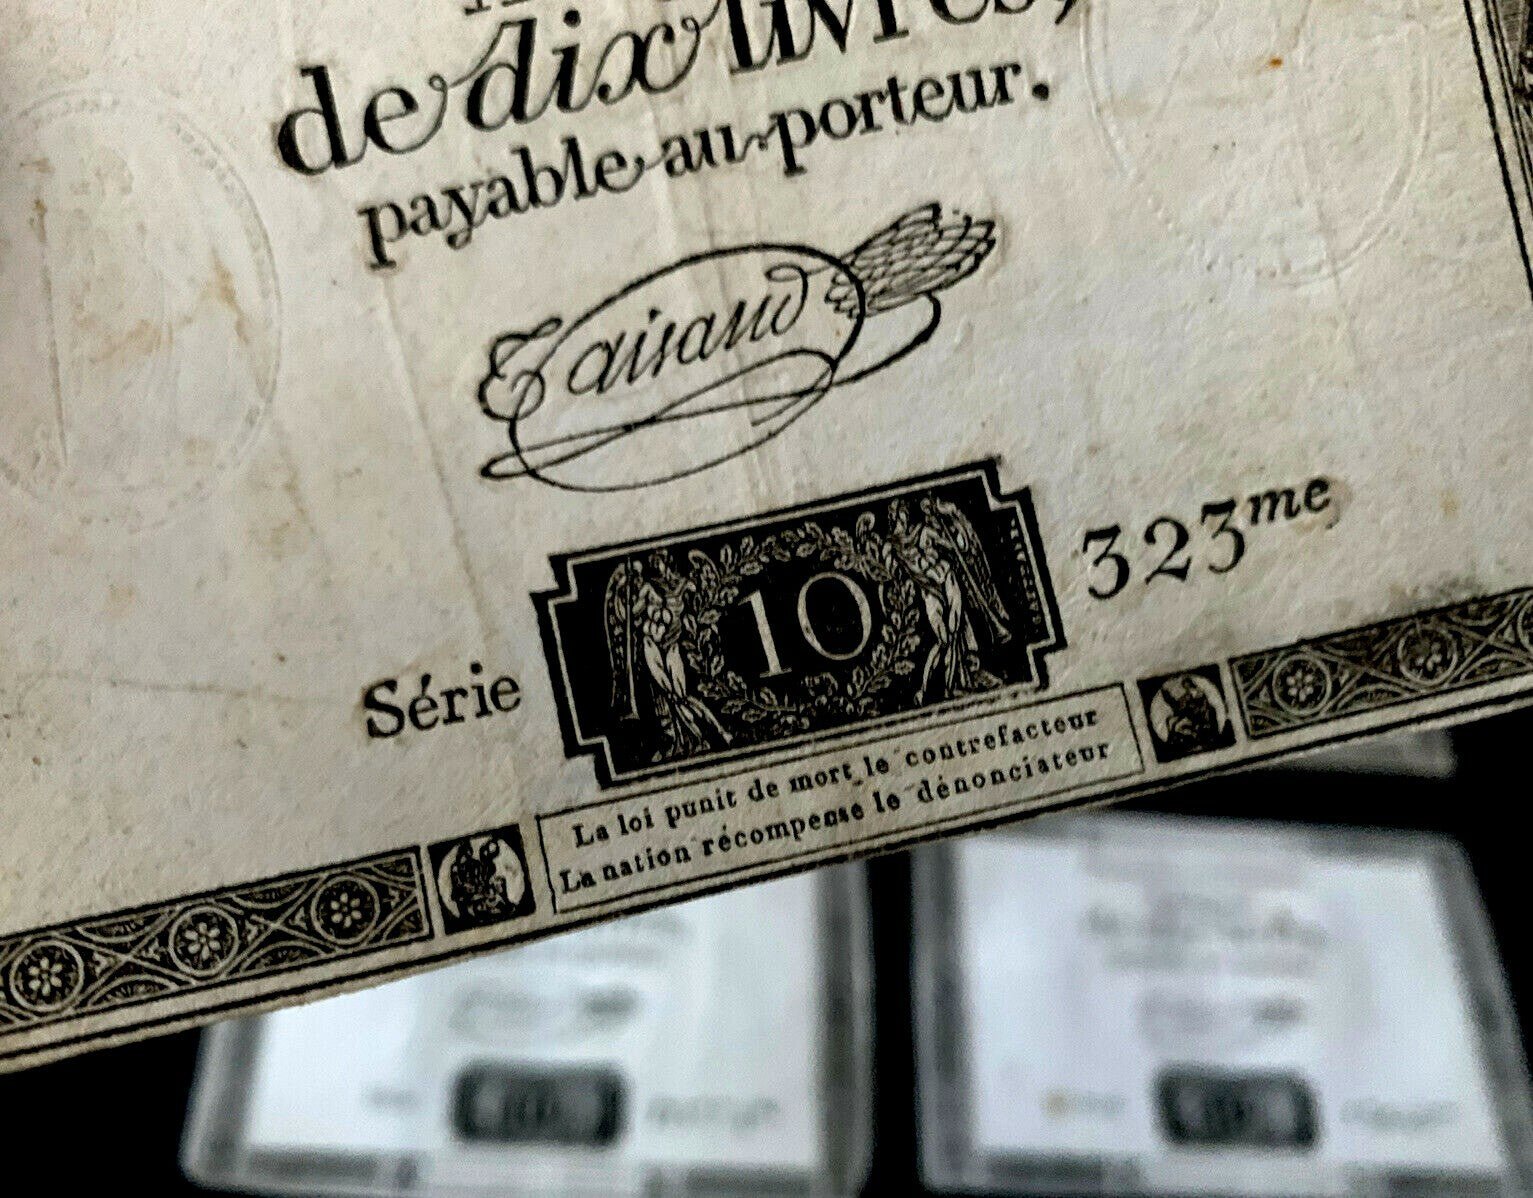 de dix livres,
payable au porteur.
Taisaud
Série 10 323me
La loi punit de mort le contrefacteur
La nation récompense le dénonciateur